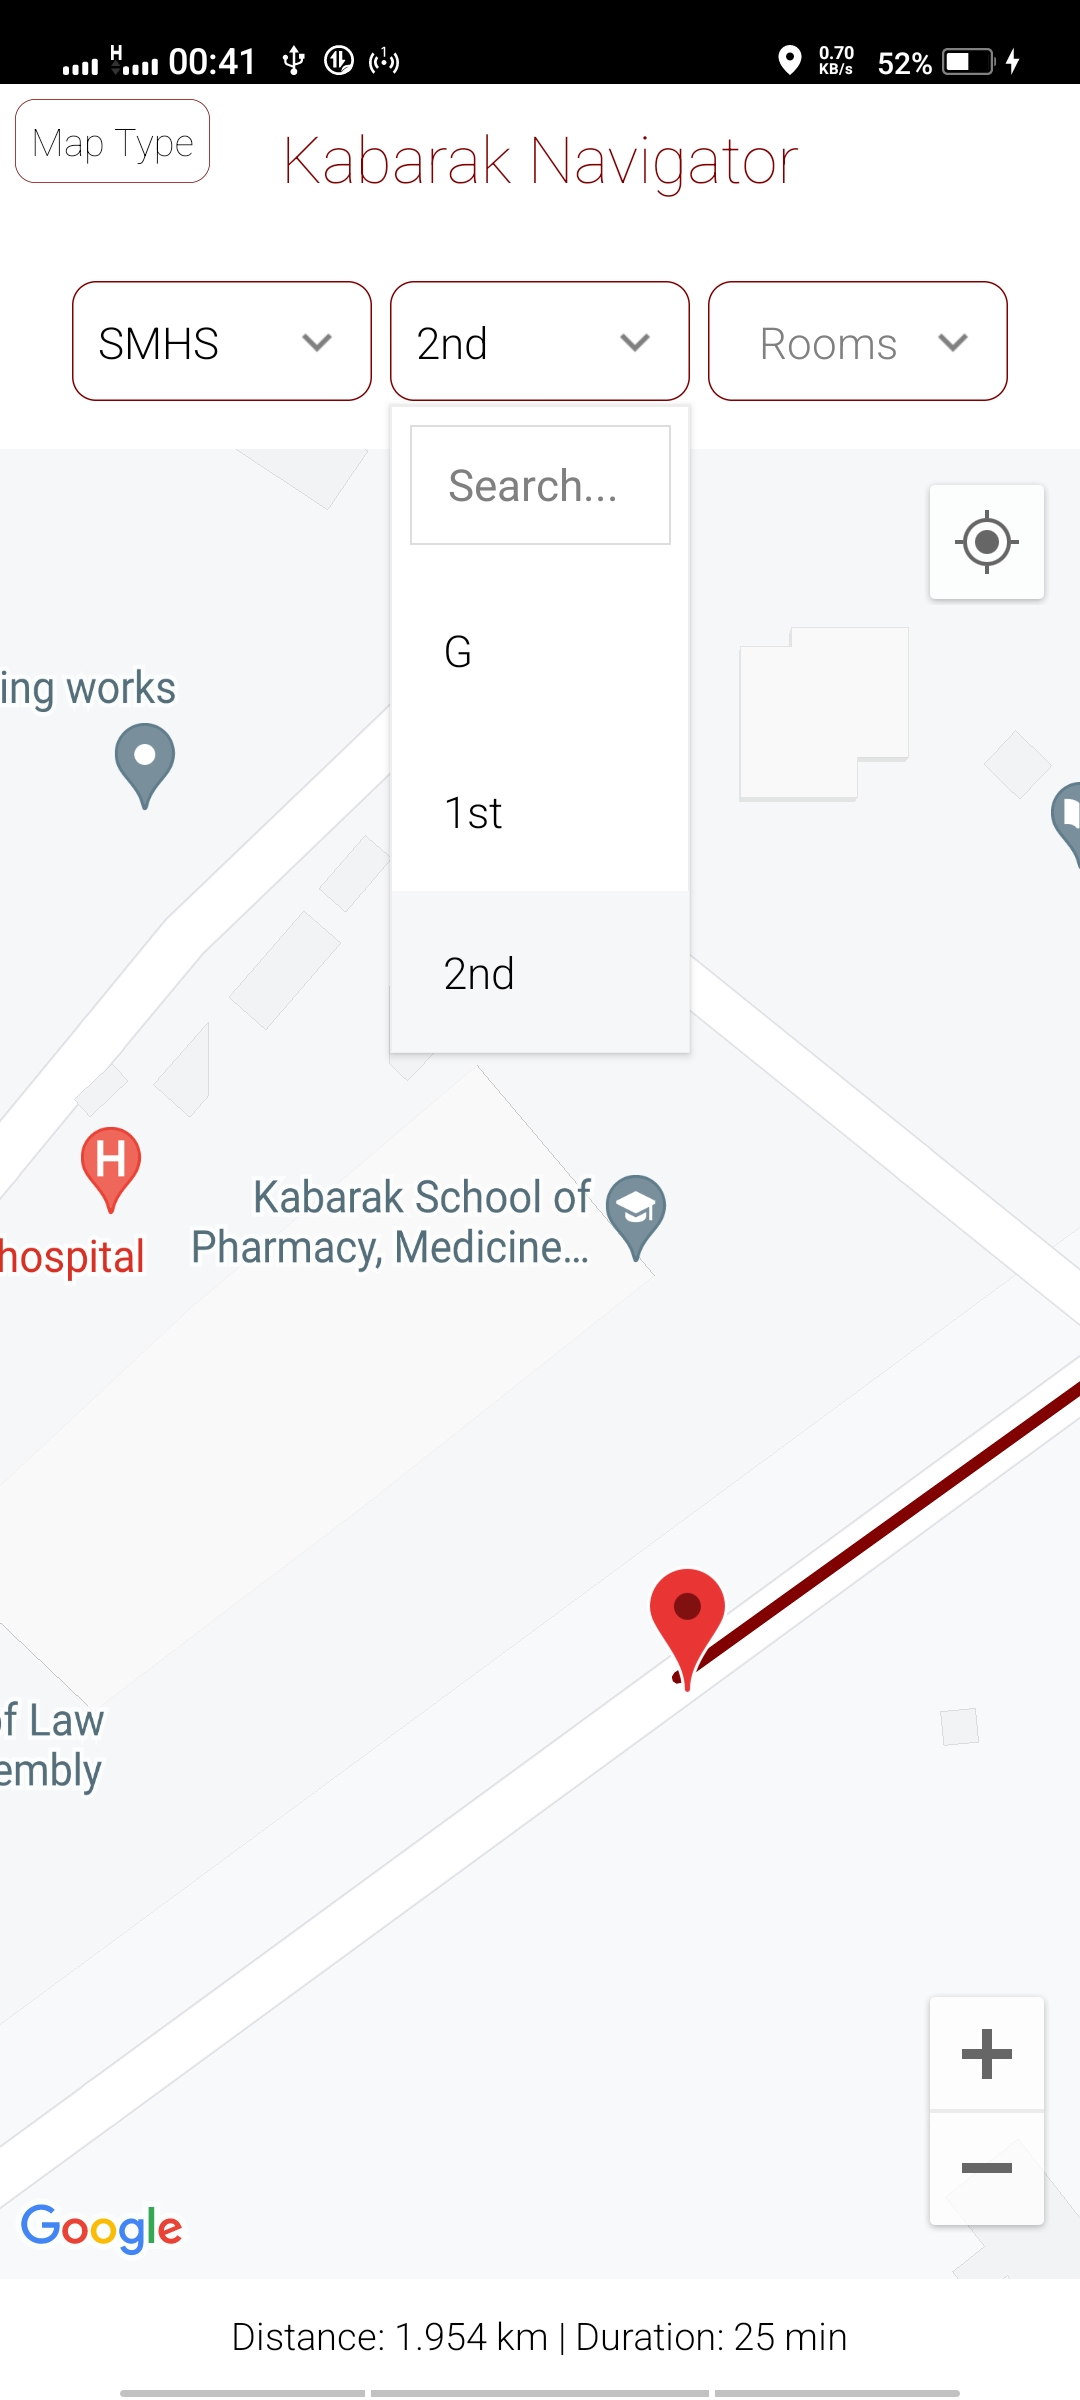 H
00:41
0.70
KB/s
52%
Map Type
Kabarak Navigator
SMHS
2nd
Rooms
Search...
G
1st
2nd
ing works
H
hospital
Kabarak School of
Pharmacy, Medicine...
of Law
embly
Google
Distance: 1.954 km | Duration: 25 min